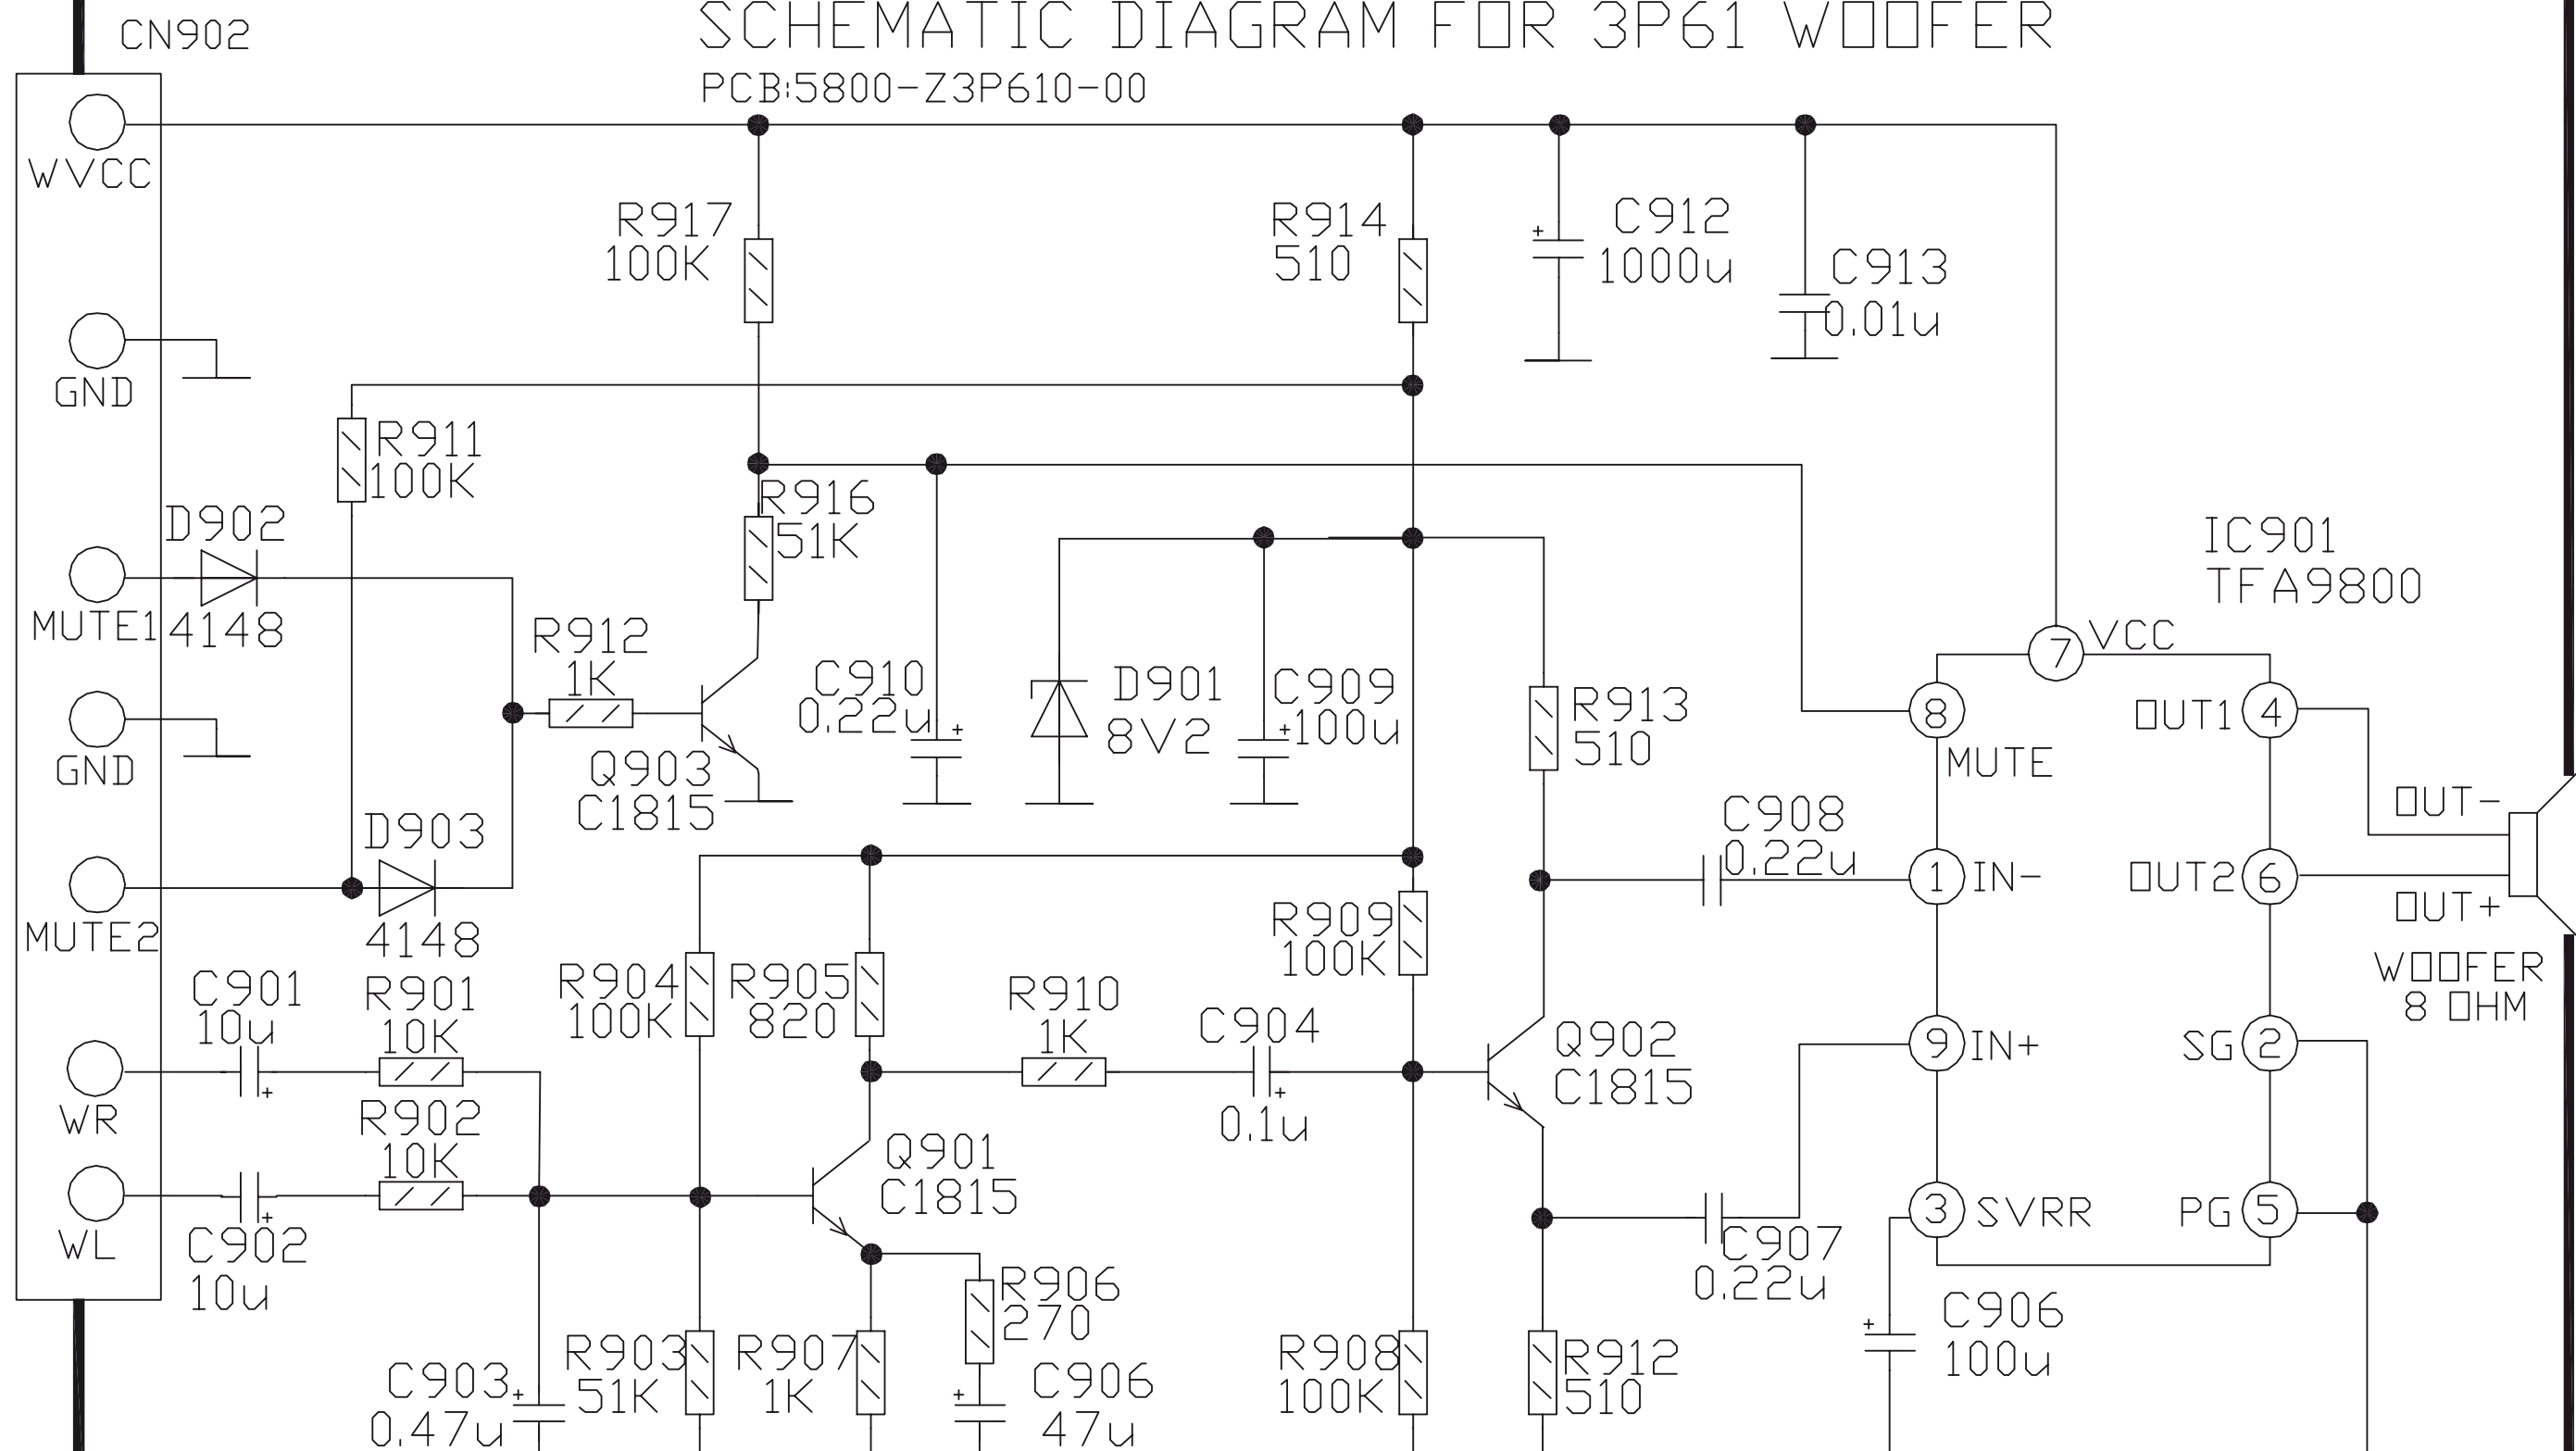 SCHEMATIC DIAGRAM FOR 3P61 WOOFER
CN902
PCB:5800-Z3P610-00
WVCC
R917
100K
R914
510
C912
1000u
+
C913
0.01u
GND
R911
100K
R916
51K
D902
4148
MUTE1
R912
1K
Q903
C1815
C910
0.22u
+
D901
8V2
C909
100u
+
R913
510
IC901
TFA9800
7
VCC
8
MUTE
OUT1
4
GND
OUT-
C908
0.22u
D903
4148
MUTE2
1
IN-
OUT2
6
OUT+
WOOFER
8 OHM
R909
100K
C901
10u
+
R901
10K
R904
100K
R905
820
R910
1K
C904
0.1u
+
Q902
C1815
9
IN+
SG
2
WR
R902
10K
Q901
C1815
WL
C902
10u
+
3
SVRR
PG
5
C907
0.22u
R906
270
C906
100u
+
C903
0.47u
+
R903
51K
R907
1K
C906
47u
+
R908
100K
R912
510